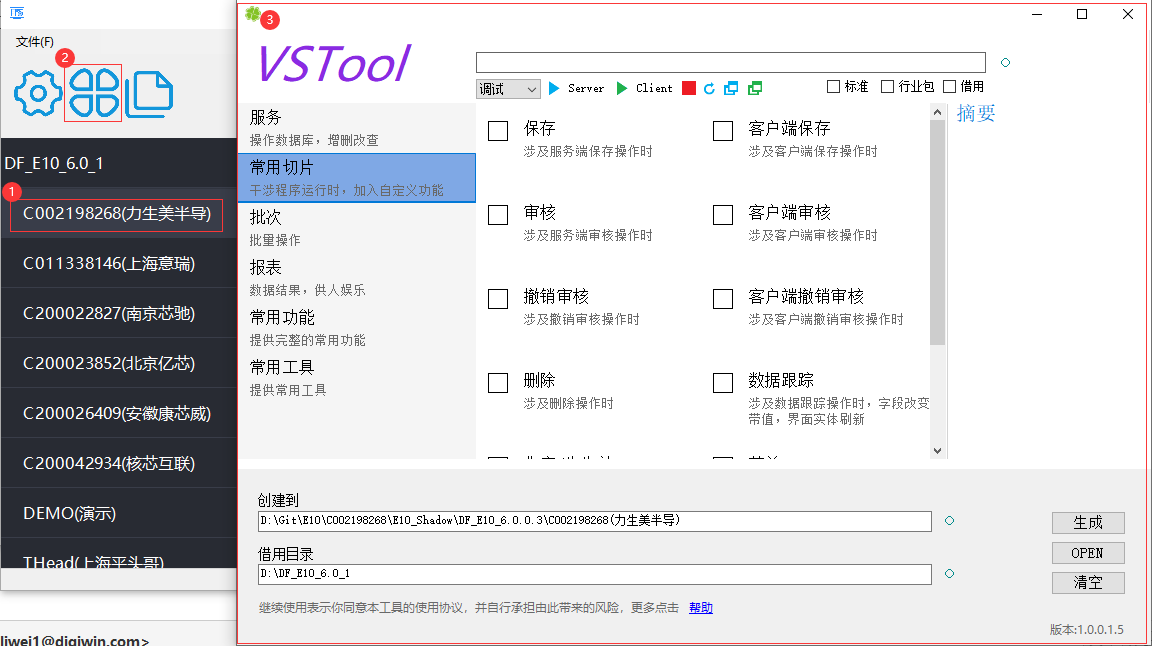 文件(F)
2
DF_E10_6.0_1
1
C002198268(力生美半导)
C011338146(上海意瑞)
C200022827(南京芯驰)
C200023852(北京亿芯)
C200026409(安徽康芯威)
C200042934(核芯互联)
DEMO(演示)
THead(上海平头哥)
liwei1@digiwin.com>
3
VSTool
调试
Server
Client
标准
行业包
借用
服务
操作数据库，增删改查
常用切片
干涉程序运行时，加入自定义功能
批次
批量操作
报表
数据结果，供人娱乐
常用功能
提供完整的常用功能
常用工具
提供常用工具
保存
涉及服务端保存操作时
客户端保存
涉及客户端保存操作时
审核
涉及服务端审核操作时
客户端审核
涉及客户端审核操作时
撤销审核
涉及撤销审核操作时
客户端撤销审核
涉及客户端撤销审核操作时
删除
涉及删除操作时
数据跟踪
涉及数据跟踪操作时，字段改变
带值，界面实体刷新
摘要
创建到
D:\Git\E10\C002198268\E10_Shadow\DF_E10_6.0.0.3\C002198268(力生美半导)
借用目录
D:\DF_E10_6.0_1
继续使用表示你同意本工具的使用协议，并自行承担由此带来的风险，更多点击 帮助
生成
OPEN
清空
版本:1.0.0.1.5